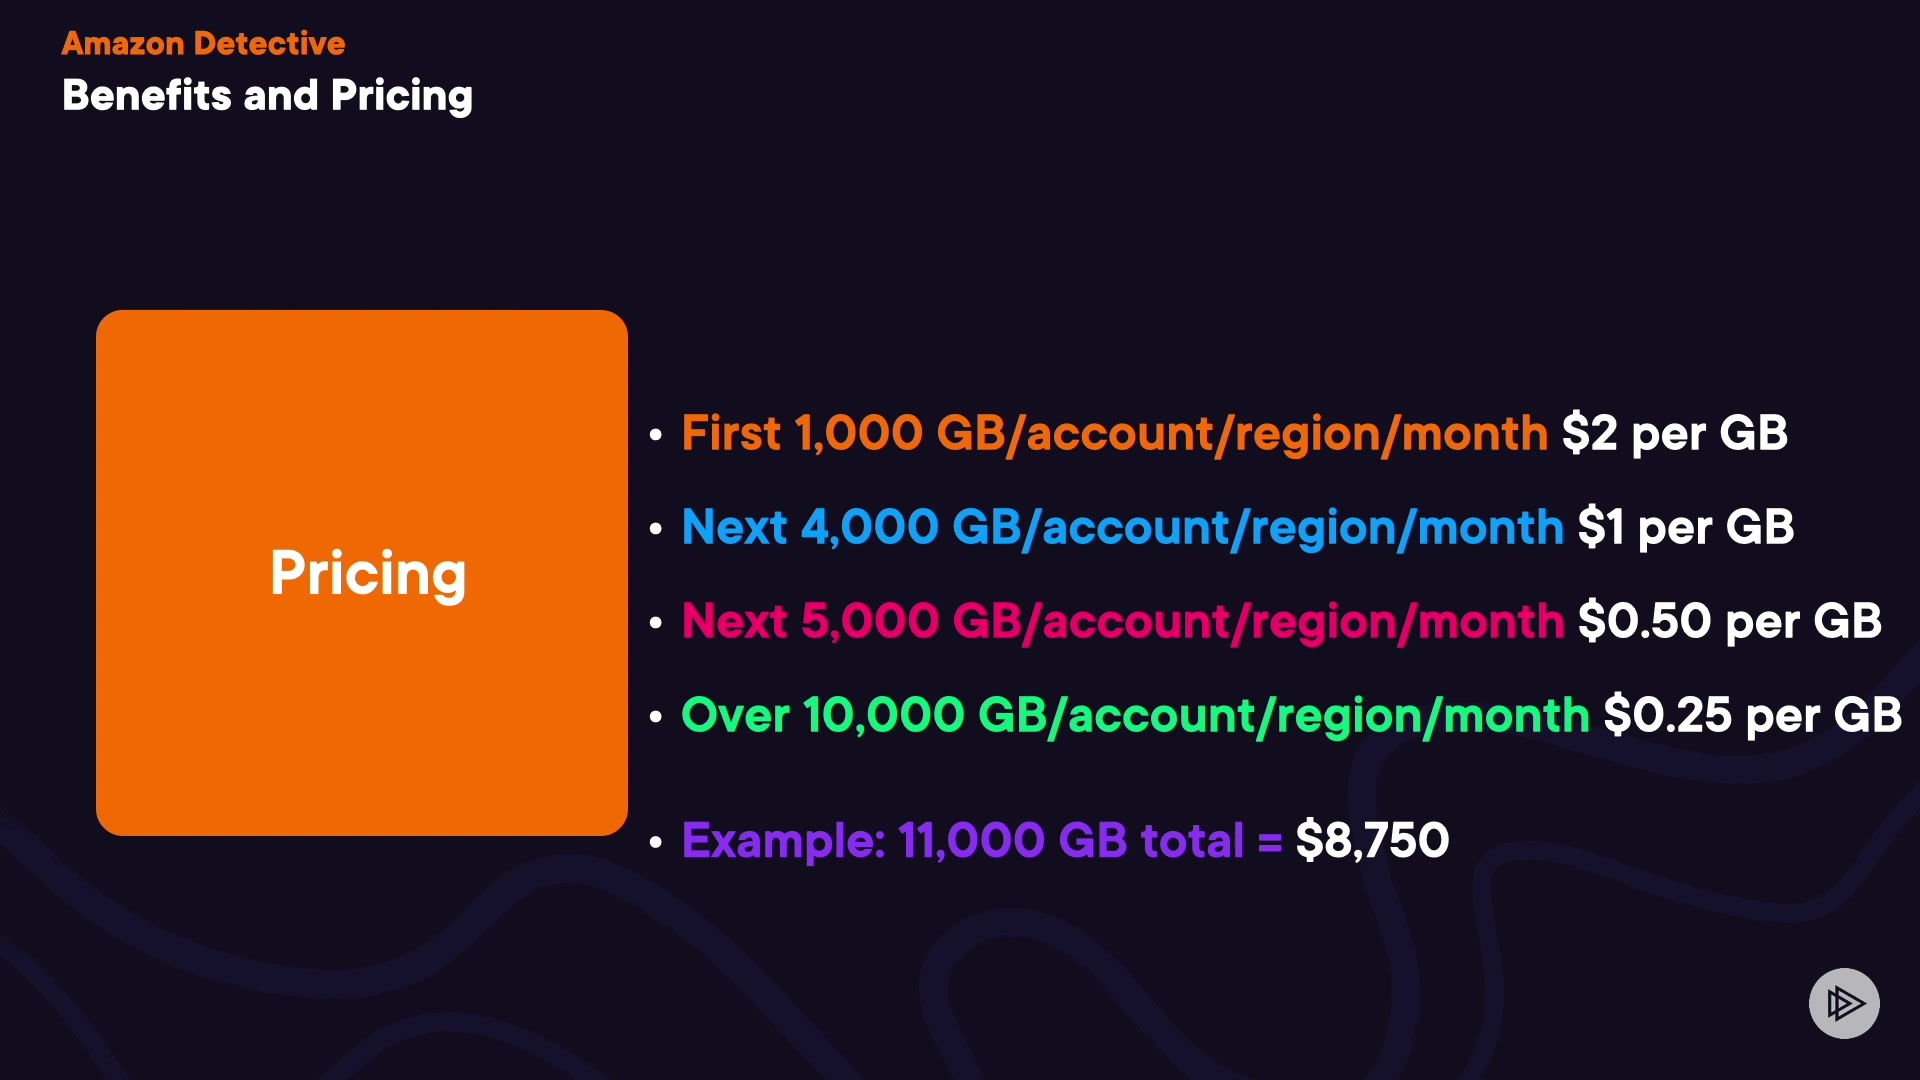 Amazon Detective
Benefits and Pricing
Pricing
• First 1,000 GB/account/region/month $2 per GB
• Next 4,000 GB/account/region/month $1 per GB
• Next 5,000 GB/account/region/month $0.50 per GB
• Over 10,000 GB/account/region/month $0.25 per GB
• Example: 11,000 GB total = $8,750